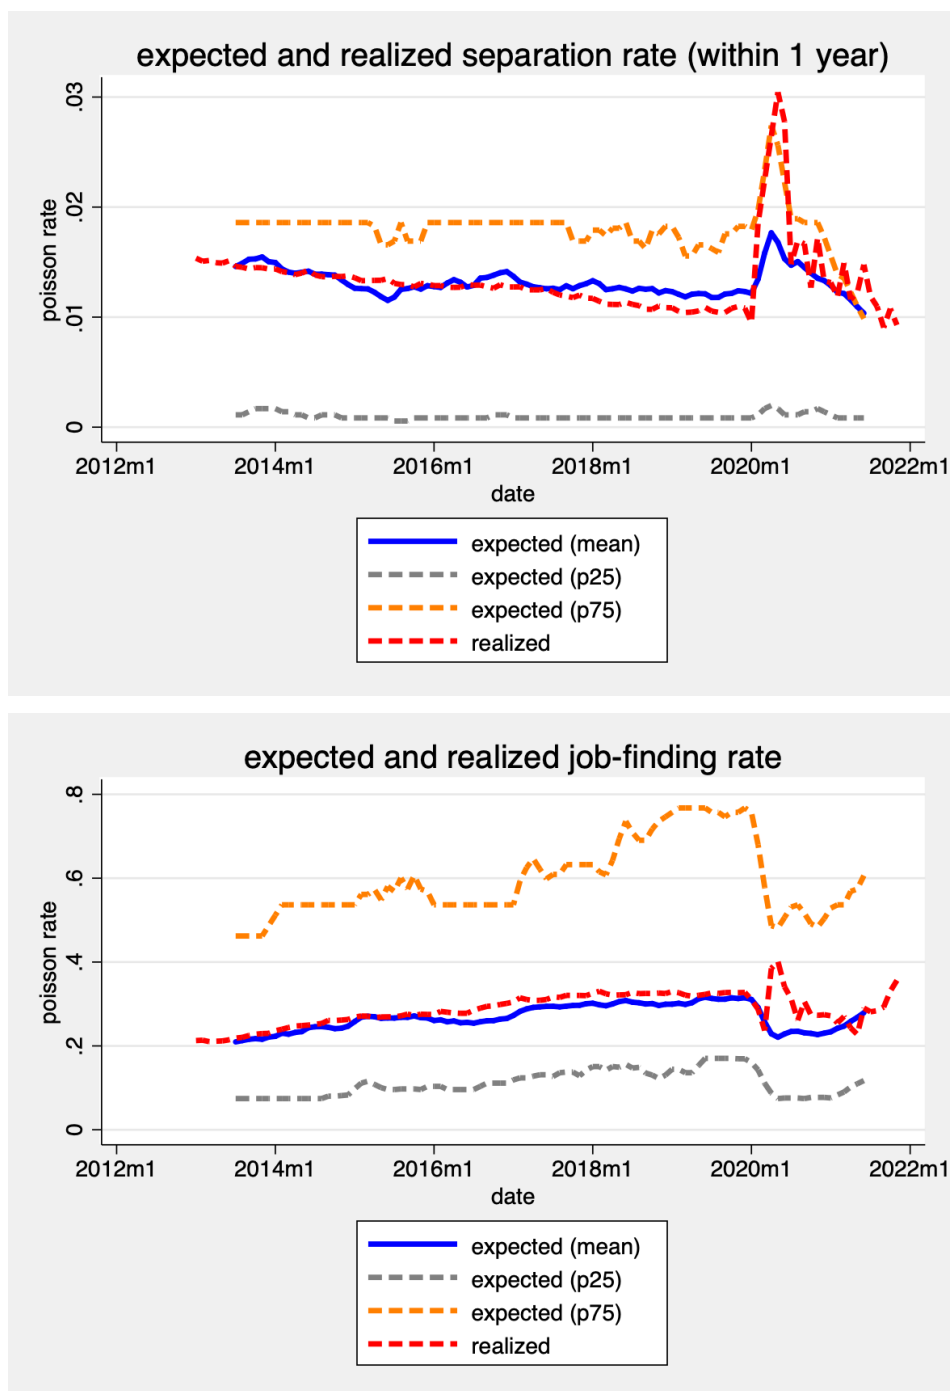 expected and realized separation rate (within 1 year)
poisson rate
.03
.02
.01
0
2012m1 2014m1 2016m1 2018m1 2020m1 2022m1
date
expected (mean)
expected (p25)
expected (p75)
realized
expected and realized job-finding rate
poisson rate
.8
.6
.4
.2
0
2012m1 2014m1 2016m1 2018m1 2020m1 2022m1
date
expected (mean)
expected (p25)
expected (p75)
realized